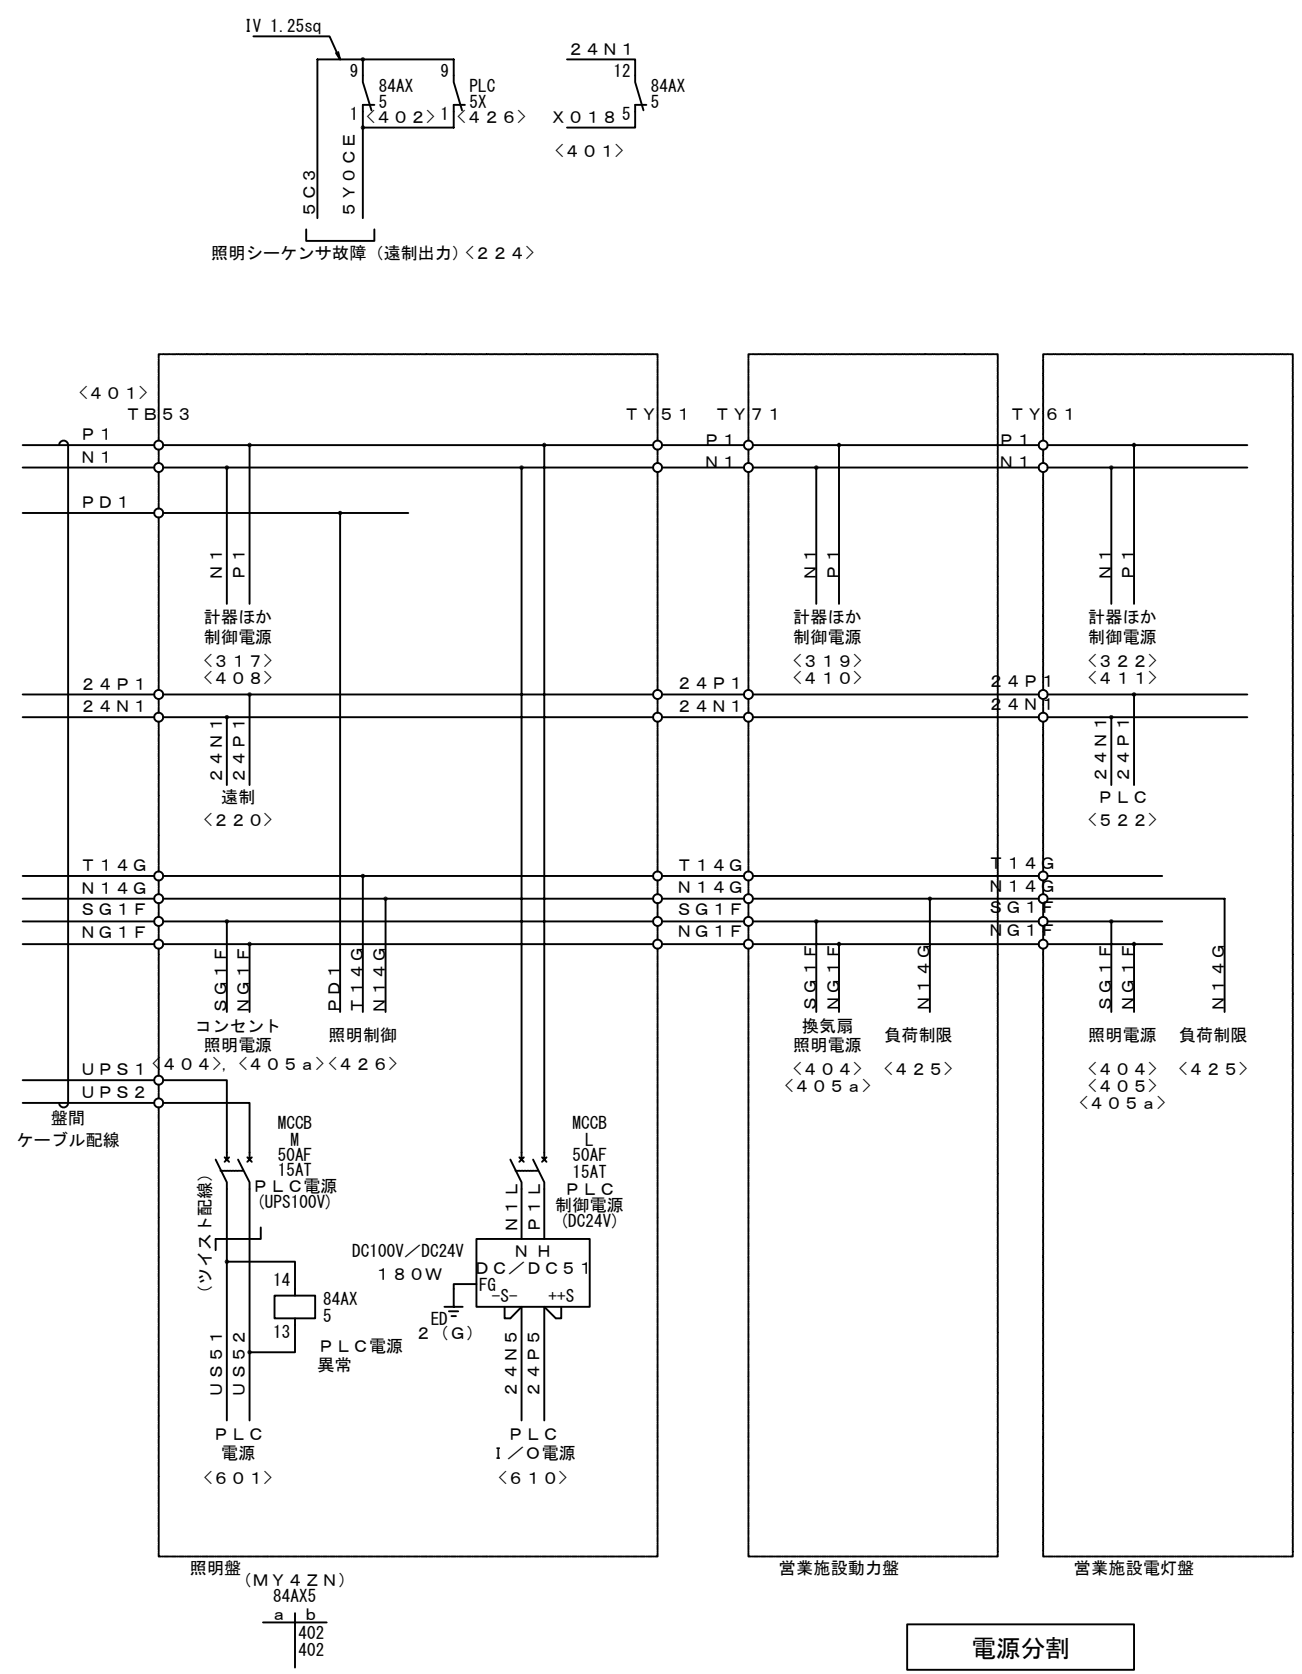 IV 1.25sq
24N1
9
84AX
5
1
<402>
9
PLC
5X
1
<426>
12
84AX
5
X018
5
<401>
5C3
5Y0CE
照明シーケンサ故障（遠制出力）<224>
<401>
TB53
TY51
TY71
TY61
P1
P1
P1
N1
N1
N1
PD1
N1
P1
計器ほか
制御電源
<317>
<408>
N1
P1
計器ほか
制御電源
<319>
<410>
N1
P1
計器ほか
制御電源
<322>
<411>
24P1
24P1
24P1
24N1
24N1
24N1
24N1
24P1
遠制
<220>
24N1
24P1
PLC
<522>
T14G
T14G
T14G
N14G
N14G
N14G
SG1F
SG1F
SG1F
NG1F
NG1F
NG1F
SG1F
NG1F
コンセント
照明電源
<404>, <405a>
PD1
T14G
N14G
照明制御
<426>
SG1F
NG1F
換気扇
照明電源
<404>
<405a>
N14G
負荷制限
<425>
SG1F
NG1F
照明電源
<404>
<405>
<405a>
N14G
負荷制限
<425>
UPS1
UPS2
盤間
ケーブル配線
MCCB
M
50AF
15AT
PLC電源
(UPS100V)
(ツイスト配線)
14
84AX
5
13
PLC電源
異常
US51
US52
PLC
電源
<601>
MCCB
L
50AF
15AT
PLC
制御電源
(DC24V)
N1L
P1L
DC100V／DC24V
180W
N H
DC／DC51
FG
-S-
++S
ED
2 (G)
24N5
24P5
PLC
I／O電源
<610>
照明盤
営業施設動力盤
営業施設電灯盤
(MY4ZN)
84AX5
a b
402
402
電源分割